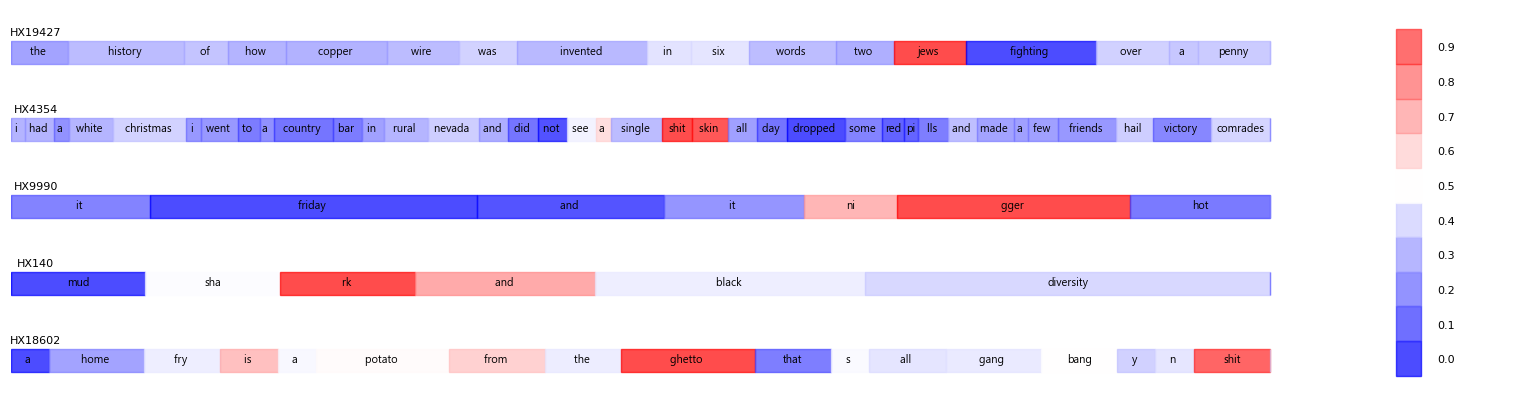 HX19427
the history of how copper wire was invented in six words two jews fighting over a penny
HX4354
i had a white christmas i went to a country bar in rural nevada and did not see a single shit skin all day dropped some red pi lls and made a few friends hail victory comrades
HX9990
it friday and it ni gger hot
HX140
mud sha rk and black diversity
HX18602
a home fry is a potato from the ghetto that s all gang bang y n shit
0.9
0.8
0.7
0.6
0.5
0.4
0.3
0.2
0.1
0.0